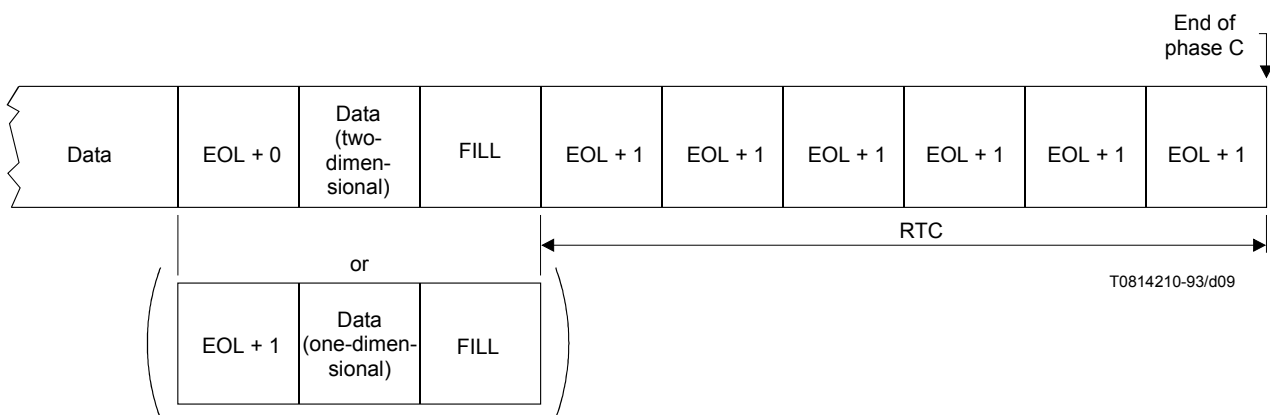 End of
phase C
Data
EOL + 0
Data
(two-
dimen-
sional)
FILL
EOL + 1
EOL + 1
EOL + 1
EOL + 1
EOL + 1
EOL + 1
RTC
or
T0814210-93/d09
EOL + 1
Data
(one-dimen-
sional)
FILL